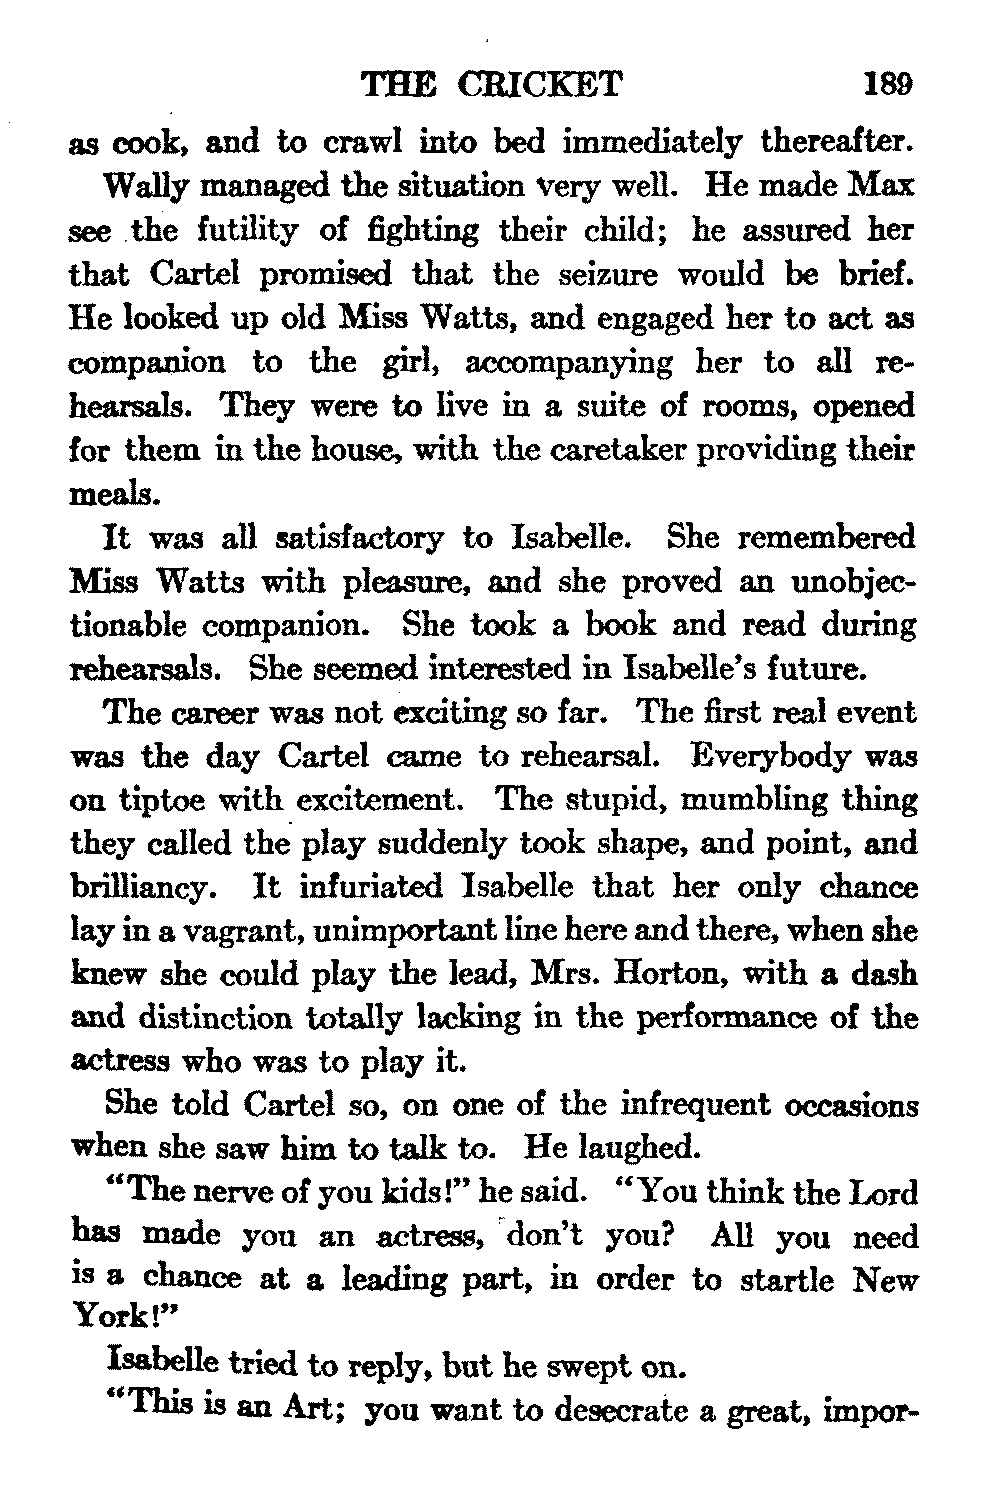 THE CRICKET 189
as cook, and to crawl into bed immediately thereafter.
Wally managed the situation very well. He made Max
see the futility of fighting their child; he assured her
that Cartel promised that the seizure would be brief.
He looked up old Miss Watts, and engaged her to act as
companion to the girl, accompanying her to all re-
hearsals. They were to live in a suite of rooms, opened
for them in the house, with the caretaker providing their
meals.
It was all satisfactory to Isabelle. She remembered
Miss Watts with pleasure, and she proved an unobjec-
tionable companion. She took a book and read during
rehearsals. She seemed interested in Isabelle's future.
The career was not exciting so far. The first real event
was the day Cartel came to rehearsal. Everybody was
on tiptoe with excitement. The stupid, mumbling thing
they called the play suddenly took shape, and point, and
brilliancy. It infuriated Isabelle that her only chance
lay in a vagrant, unimportant line here and there, when she
knew she could play the lead, Mrs. Horton, with a dash
and distinction totally lacking in the performance of the
actress who was to play it.
She told Cartel so, on one of the infrequent occasions
when she saw him to talk to. He laughed.
"The nerve of you kids!" he said. "You think the Lord
has made you an actress, don't you? All you need
is a chance at a leading part, in order to startle New
York!"
Isabelle tried to reply, but he swept on.
"This is an Art; you want to desecrate a great, impor-